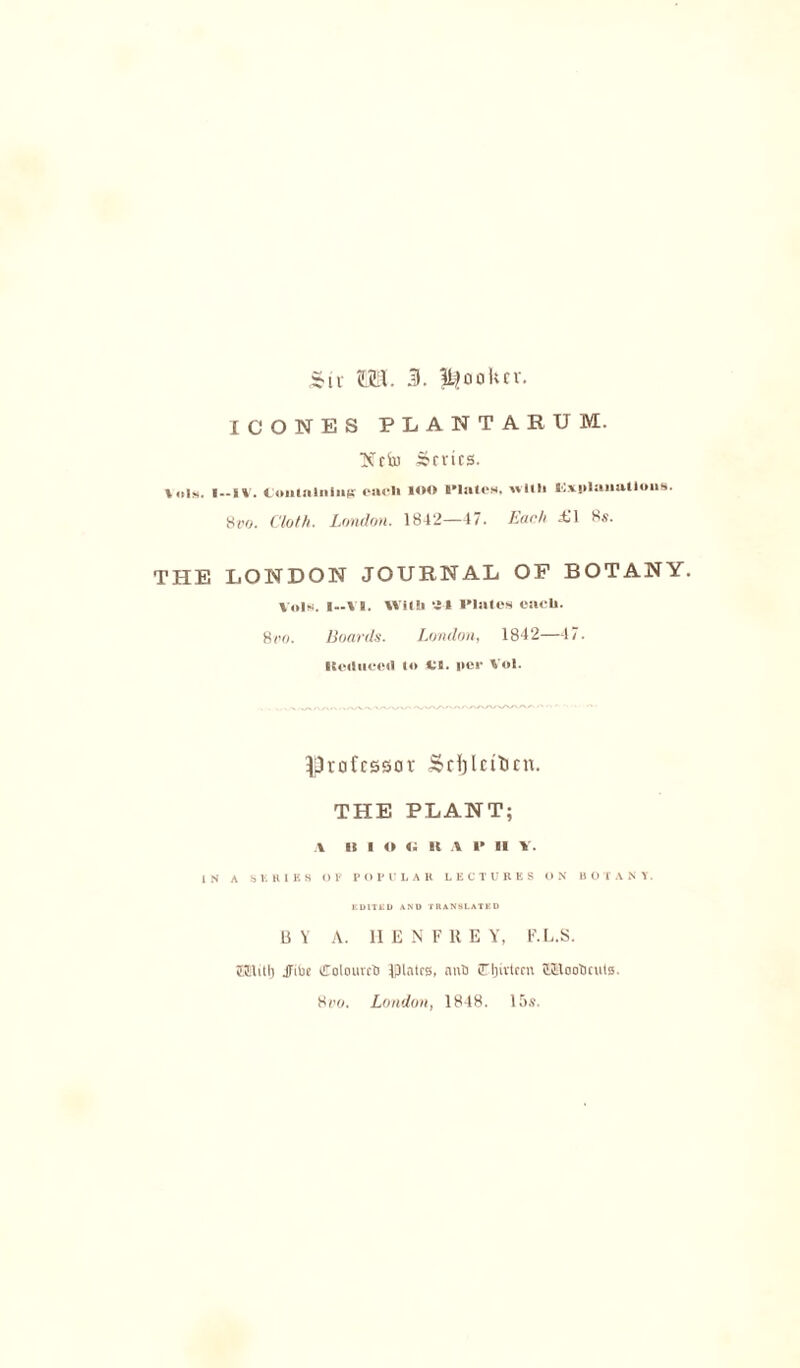 Sir W. J. Hooker.
ICONES PLANTARUM.
New Series.
Vols. I--IV. Containing each 100 Plates, with Explanations.
8vo. Cloth. London. 1842—47. Each £1 8s.
THE LONDON JOURNAL OF BOTANY.
Vols. I--VI. With 24 Plates each.
8vo. Boards. London, 1842—47.
Reduced to £1. per Vol.
Professor Schleiden.
THE PLANT;
A BIOGRAPHY.
IN A SERIES OF POPULAR LECTURES ON BOTANY.
EDITED AND TRANSLATED
BY A. HENFREY, F.L.S.
With Five Coloured Plates, and Thirteen Woodcuts.
8vo. London, 1848. 15s.